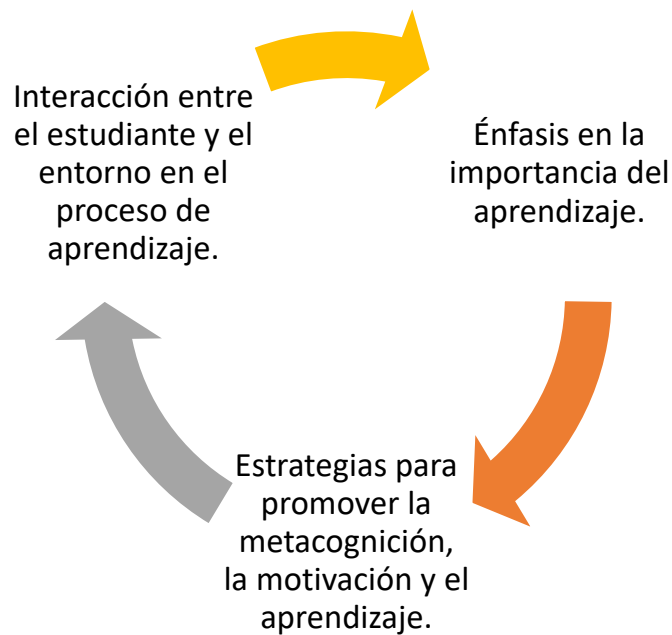 Interacción entre
el estudiante y el
entorno en el
proceso de
aprendizaje.
Énfasis en la
importancia del
aprendizaje.
Estrategias para
promover la
metacognición,
la motivación y el
aprendizaje.